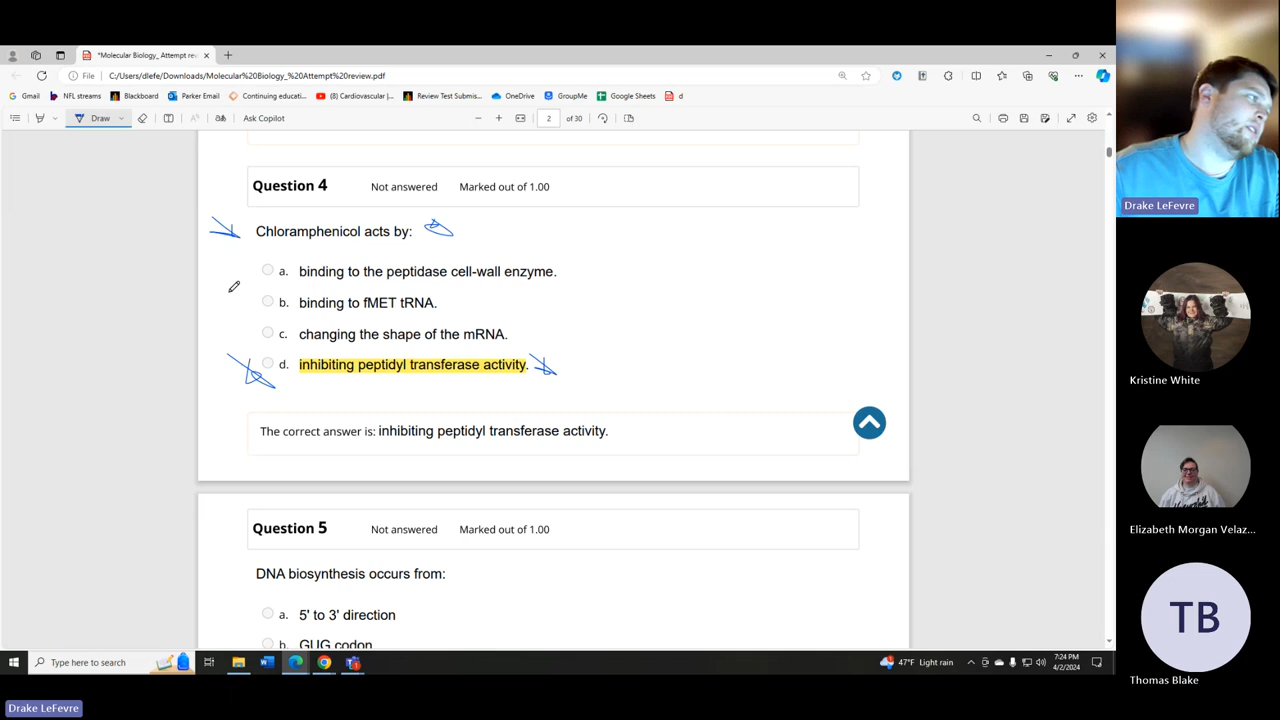 *Molecular Biology_ Attempt rev
File C:/Users/dlefe/Downloads/Molecular%20Biology_%20Attempt%20review.pdf
Gmail NFL streams Blackboard Parker Email Continuing educati... (8) Cardiovascular |... Review Test Submis... OneDrive GroupMe Google Sheets d
Draw Ask Copilot 2 of 30
Question 4 Not answered Marked out of 1.00
Chloramphenicol acts by:
a. binding to the peptidase cell-wall enzyme.
b. binding to fMET tRNA.
c. changing the shape of the mRNA.
d. inhibiting peptidyl transferase activity.
The correct answer is: inhibiting peptidyl transferase activity.
Question 5 Not answered Marked out of 1.00
DNA biosynthesis occurs from:
a. 5' to 3' direction
b. GUG codon
Type here to search
47°F Light rain
7:24 PM
4/2/2024
Drake LeFevre
Drake LeFevre
Kristine White
Elizabeth Morgan Velaz...
TB
Thomas Blake